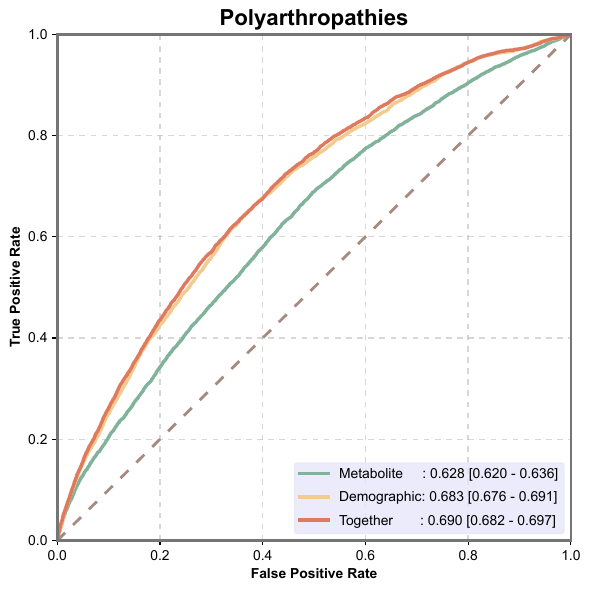 Polyarthropathies
True Positive Rate
1.0
0.8
0.6
0.4
0.2
0.0
Metabolite : 0.628 [0.620 - 0.636]
Demographic: 0.683 [0.676 - 0.691]
Together : 0.690 [0.682 - 0.697]
0.0 0.2 0.4 0.6 0.8 1.0
False Positive Rate